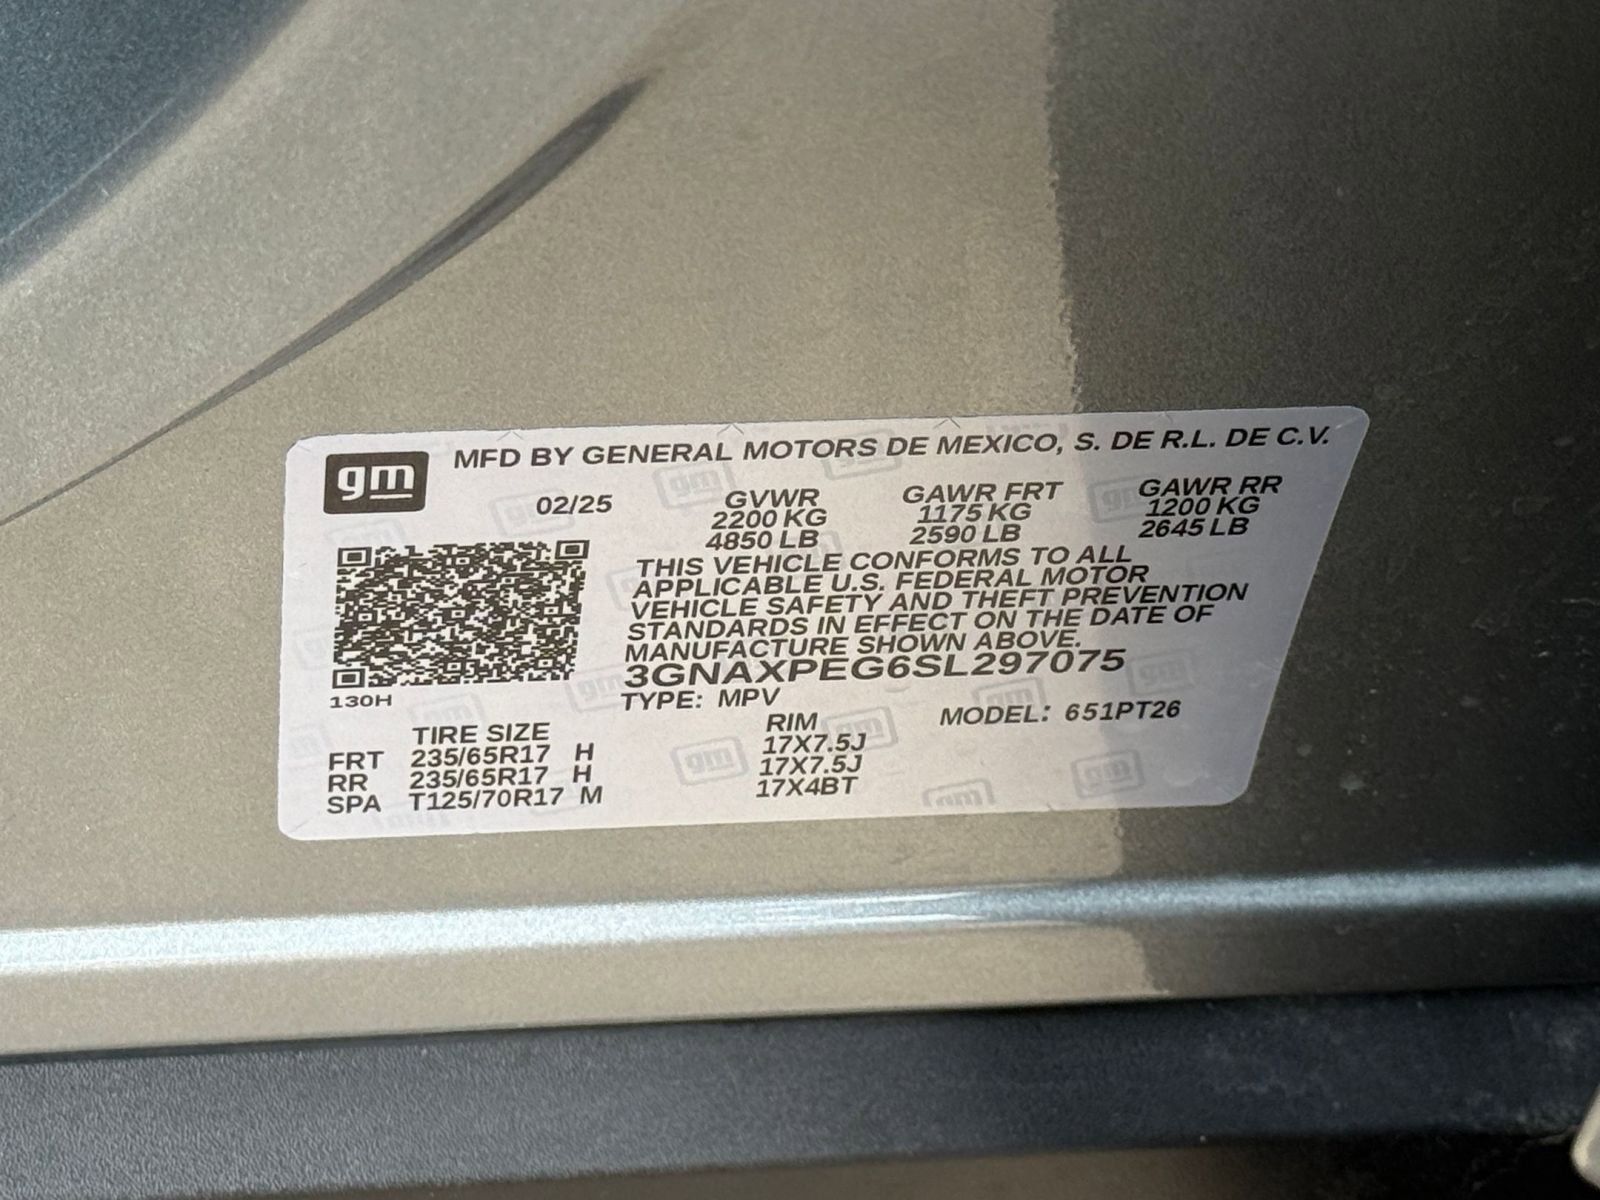 gm
MFD BY GENERAL MOTORS DE MEXICO, S. DE R.L. DE C.V.
02/25 GVWR GAWR FRT GAWR RR
2200 KG 1175 KG 1200 KG
4850 LB 2590 LB 2645 LB
THIS VEHICLE CONFORMS TO ALL
APPLICABLE U.S. FEDERAL MOTOR
VEHICLE SAFETY AND THEFT PREVENTION
STANDARDS IN EFFECT ON THE DATE OF
MANUFACTURE SHOWN ABOVE.
3GNAXPEG6SL297075
130H
TYPE: MPV MODEL: 651PT26
TIRE SIZE RIM
FRT 235/65R17 H 17X7.5J
RR 235/65R17 H 17X7.5J
SPA T125/70R17 M 17X4BT